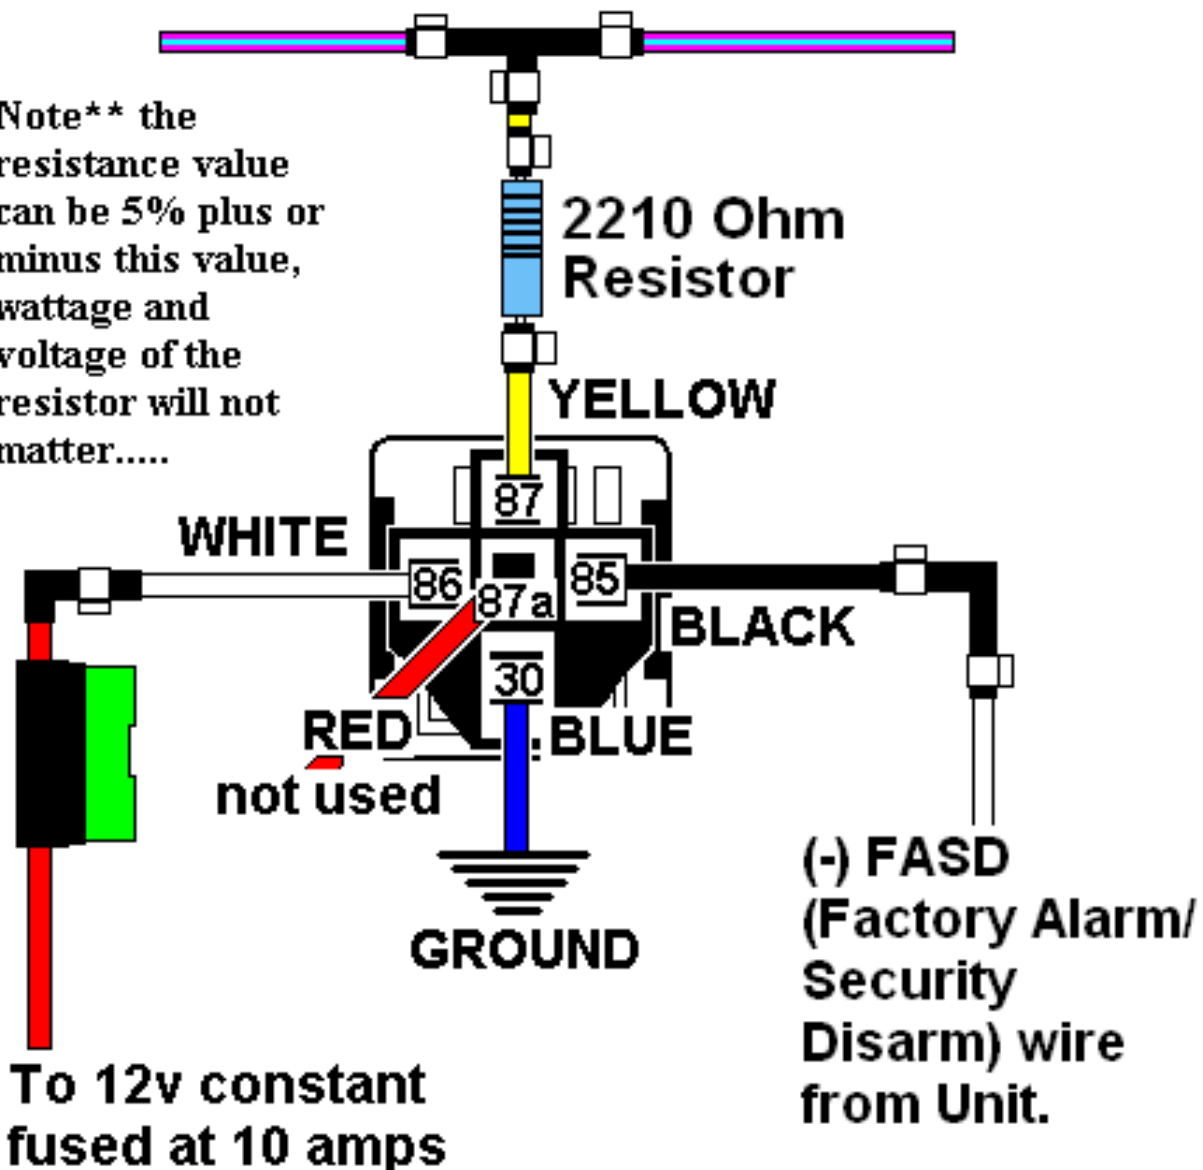 Note** the
resistance value
can be 5% plus or
minus this value,
wattage and
voltage of the
resistor will not
matter.....
2210 Ohm
Resistor
YELLOW
87
WHITE
86
87a
85
BLACK
30
RED
not used
BLUE
GROUND
(-) FASD
(Factory Alarm/
Security
Disarm) wire
from Unit.
To 12v constant
fused at 10 amps